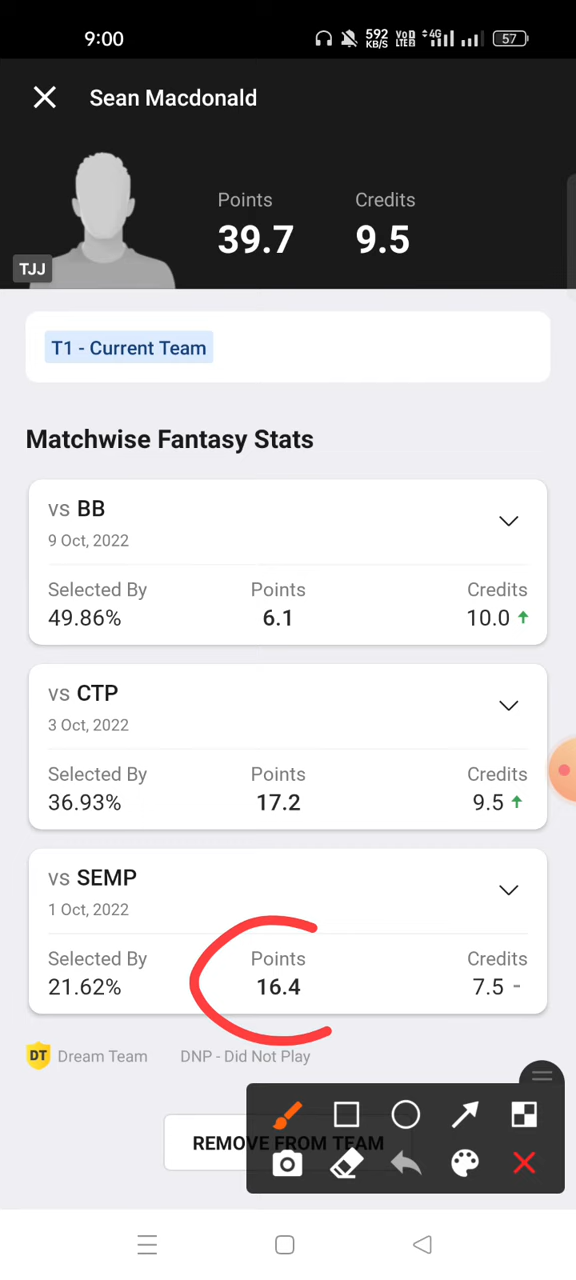 9:00 592 KB/S VoD LTE2 4G 57
Sean Macdonald
Points Credits
39.7 9.5
TJJ
T1 - Current Team
Matchwise Fantasy Stats
vs BB
9 Oct, 2022
Selected By Points Credits
49.86% 6.1 10.0
vs CTP
3 Oct, 2022
Selected By Points Credits
36.93% 17.2 9.5
vs SEMP
1 Oct, 2022
Selected By Points Credits
21.62% 16.4 7.5 -
DT Dream Team DNP - Did Not Play
REMOVE FROM TEAM